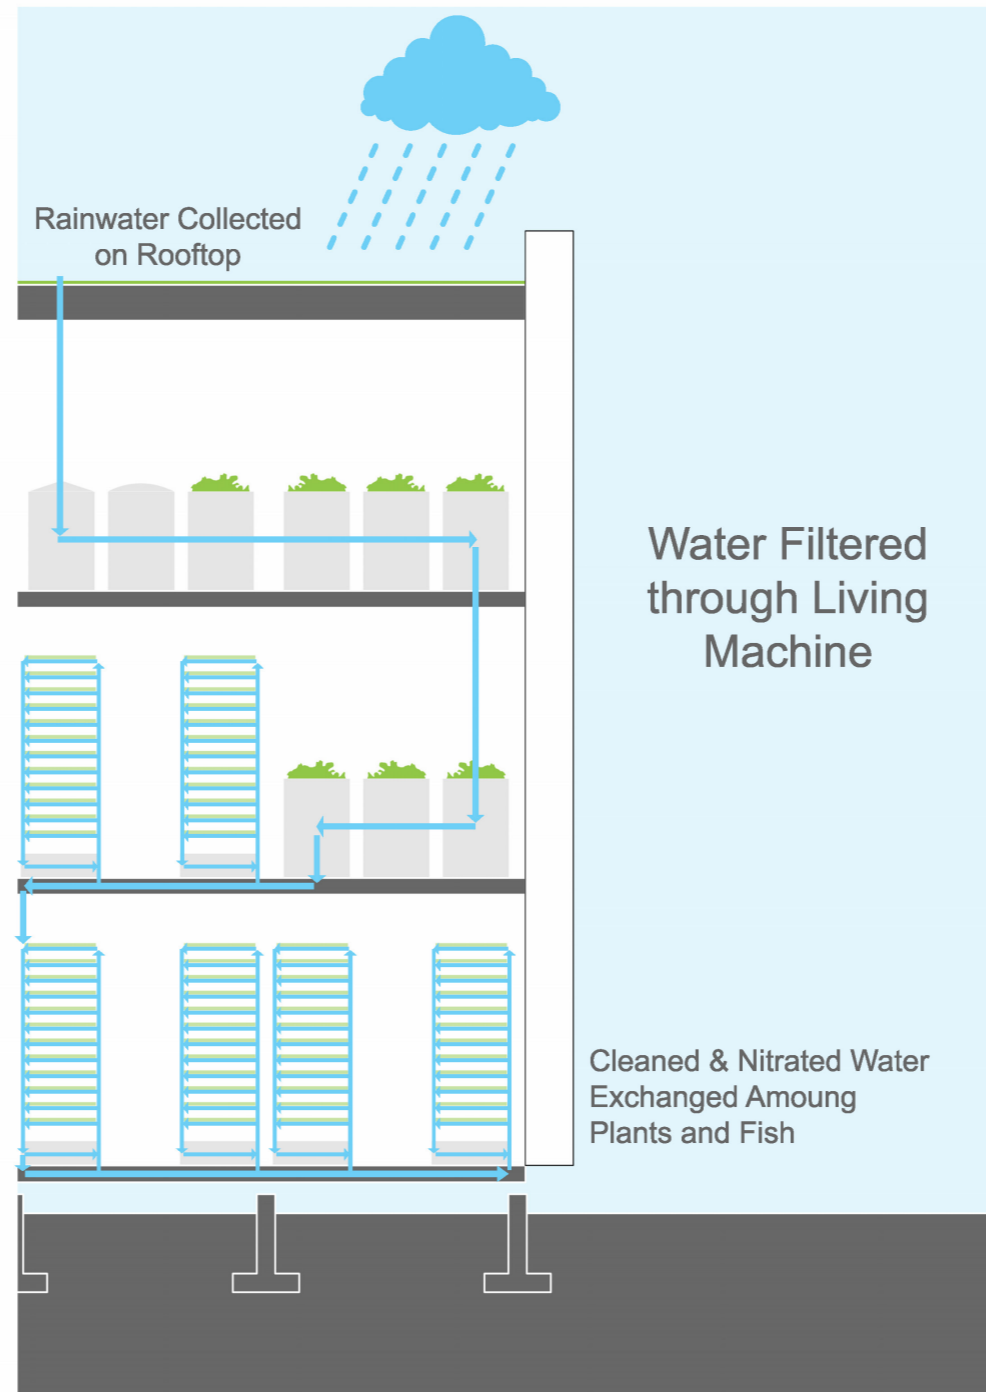 Rainwater Collected
on Rooftop
Water Filtered
through Living
Machine
Cleaned & Nitrated Water
Exchanged Amoung
Plants and Fish